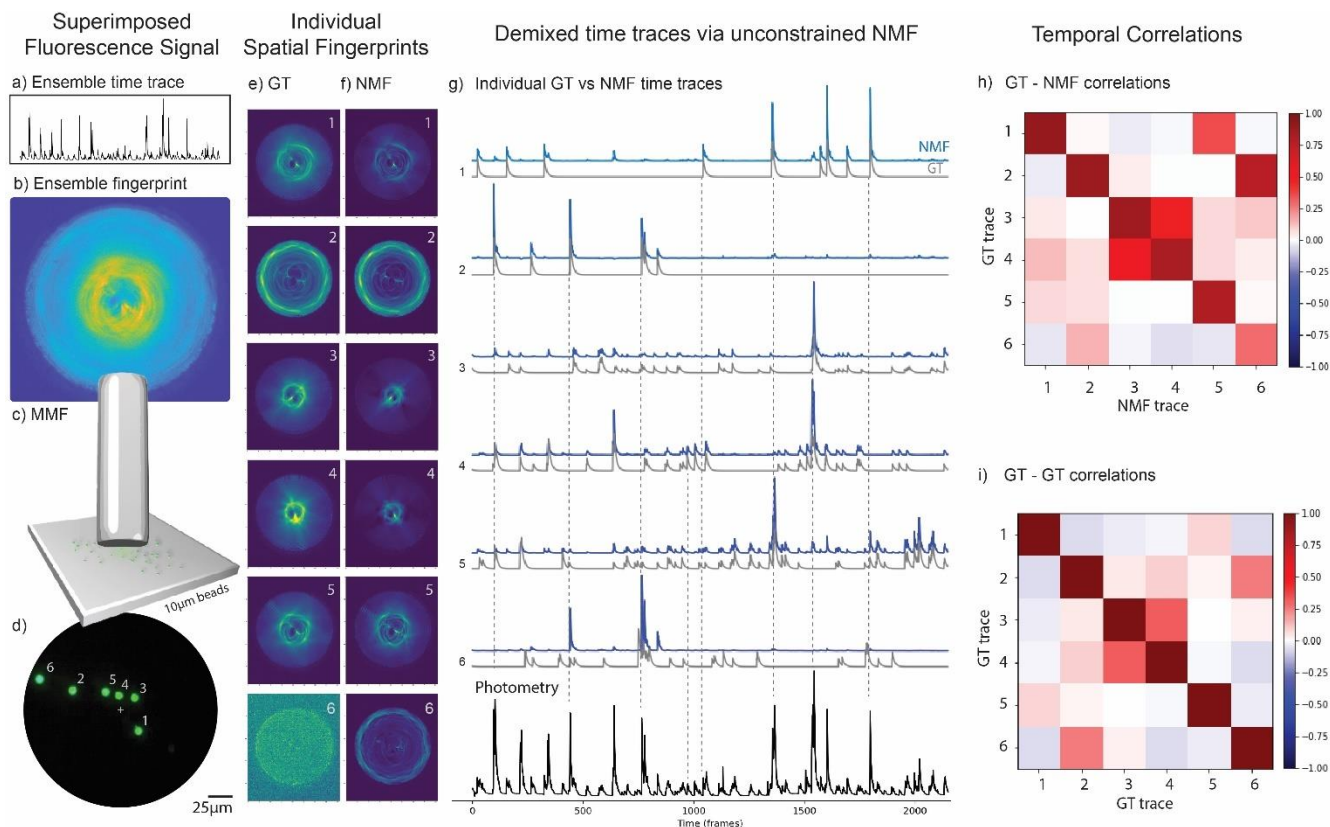 Superimposed
Fluorescence Signal
Individual
Spatial Fingerprints
Demixed time traces via unconstrained NMF
Temporal Correlations
a) Ensemble time trace
b) Ensemble fingerprint
c) MMF
10µm beads
d)
6
2
5
4
3
+
1
25µm
e) GT
f) NMF
1
1
2
2
3
3
4
4
5
5
6
6
g) Individual GT vs NMF time traces
NMF
GT
1
2
3
4
5
6
Photometry
0
500
1000
1500
2000
Time (frames)
h) GT - NMF correlations
GT trace
1
2
3
4
5
6
1 2 3 4 5 6
NMF trace
1.00
0.75
0.50
0.25
0.00
-0.25
-0.50
-0.75
-1.00
i) GT - GT correlations
GT trace
1
2
3
4
5
6
1 2 3 4 5 6
GT trace
1.00
0.75
0.50
0.25
0.00
-0.25
-0.50
-0.75
-1.00